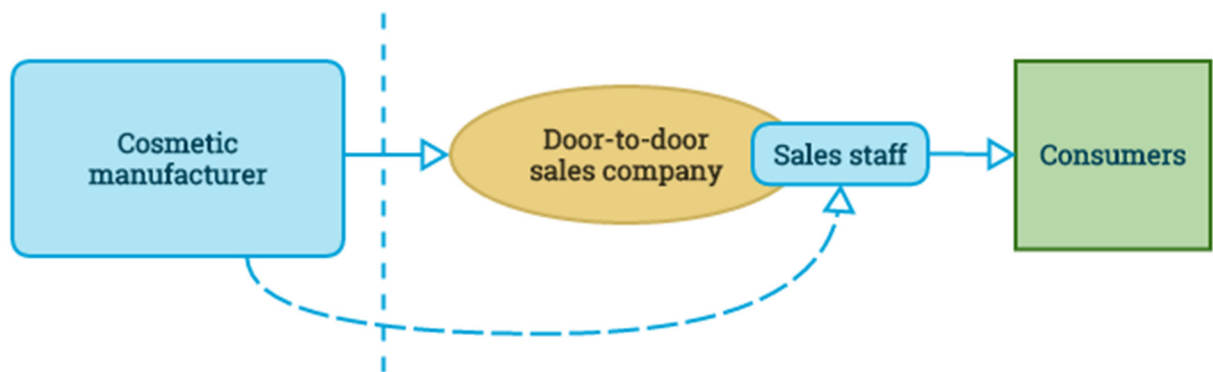 Cosmetic
manufacturer
Door-to-door
sales company
Sales staff
Consumers